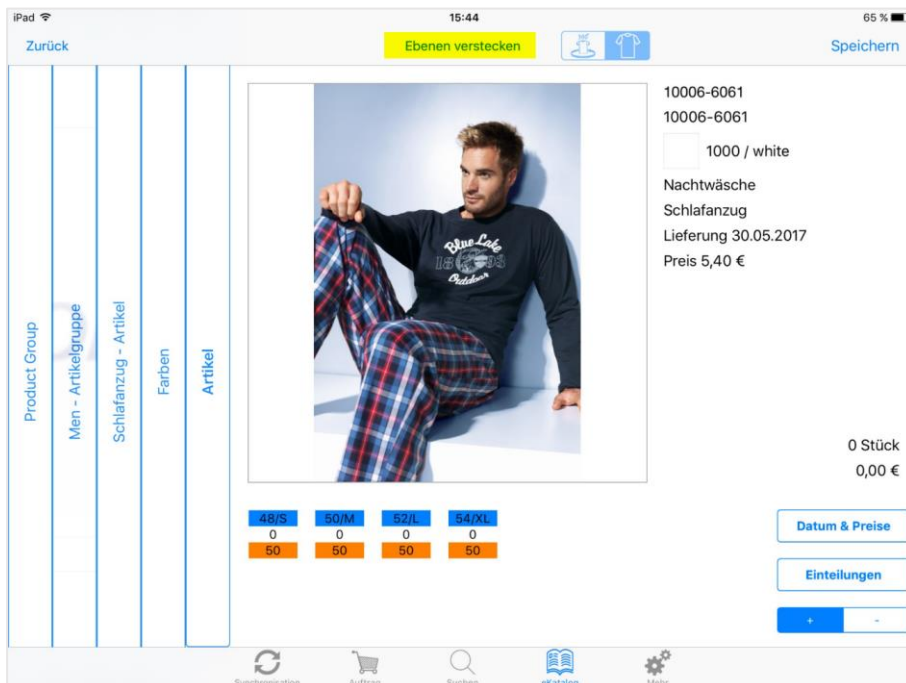 iPad 15:44 65 %
Zurück Ebenen verstecken Speichern
Product Group
Men - Artikelgruppe
Schlafanzug - Artikel
Farben
Artikel
Blue Lake
1893
Outdoor
10006-6061
10006-6061
1000 / white
Nachtwäsche
Schlafanzug
Lieferung 30.05.2017
Preis 5,40 €
0 Stück
0,00 €
48/S 50/M 52/L 54/XL
0 0 0 0
50 50 50 50
Datum & Preise
Einteilungen
+ -
Synchronisation Auftrag Suchen eKatalog Mehr